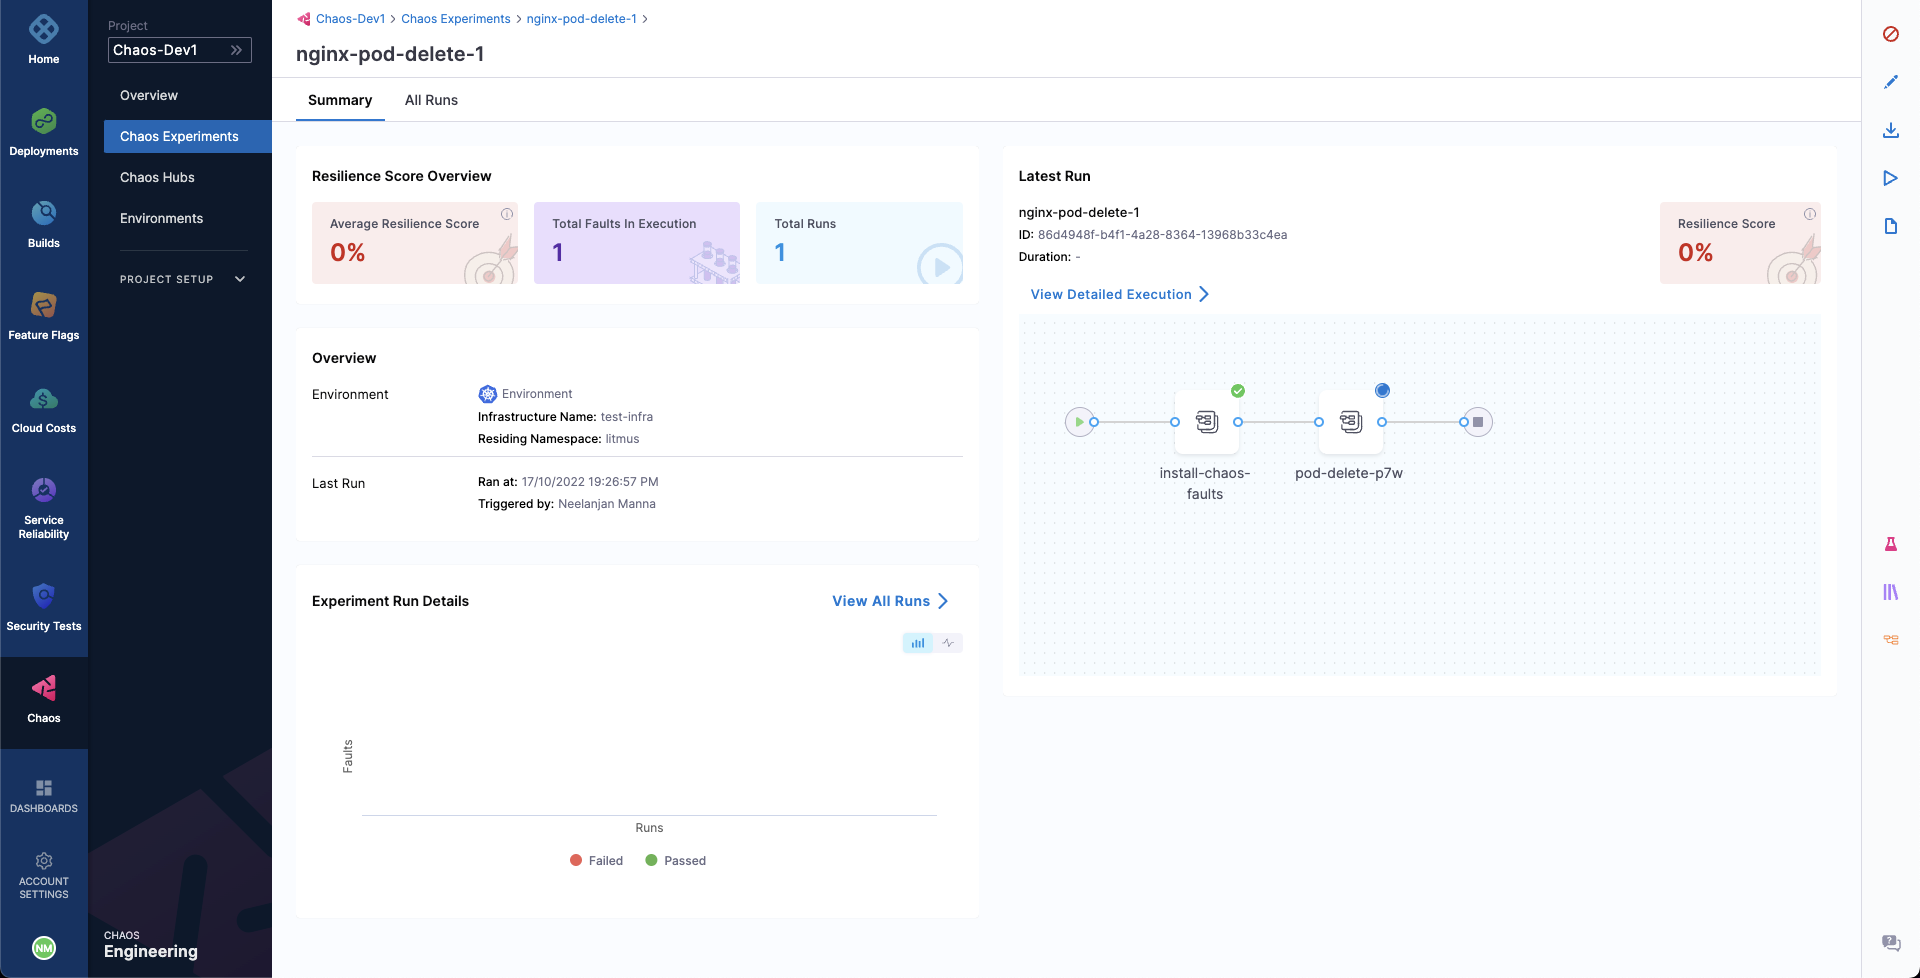 Home
Deployments
Builds
Feature Flags
Cloud Costs
Service
Reliability
Security Tests
Chaos
DASHBOARDS
ACCOUNT
SETTINGS
NM
Project
Chaos-Dev1
Overview
Chaos Experiments
Chaos Hubs
Environments
PROJECT SETUP
CHAOS
Engineering
Chaos-Dev1 > Chaos Experiments > nginx-pod-delete-1 >
nginx-pod-delete-1
Summary
All Runs
Resilience Score Overview
Average Resilience Score
0%
Total Faults In Execution
1
Total Runs
1
Overview
Environment
Environment
Infrastructure Name: test-infra
Residing Namespace: litmus
Last Run
Ran at: 17/10/2022 19:26:57 PM
Triggered by: Neelanjan Manna
Experiment Run Details
View All Runs
Faults
Runs
Failed
Passed
Latest Run
nginx-pod-delete-1
ID: 86d4948f-b4f1-4a28-8364-13968b33c4ea
Duration: -
Resilience Score
0%
View Detailed Execution
install-chaos-
faults
pod-delete-p7w